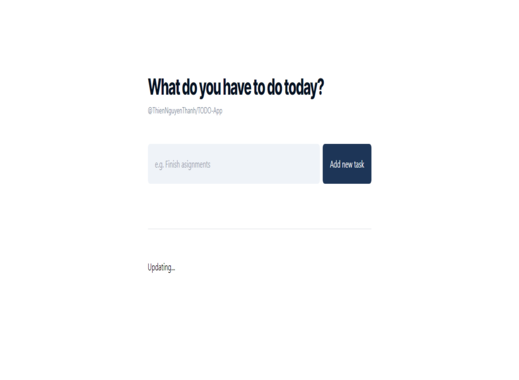 What do you have to do today?
@ThienNguyenThanh/TODO-App
e.g. Finish asignments
Add new task
Updating...